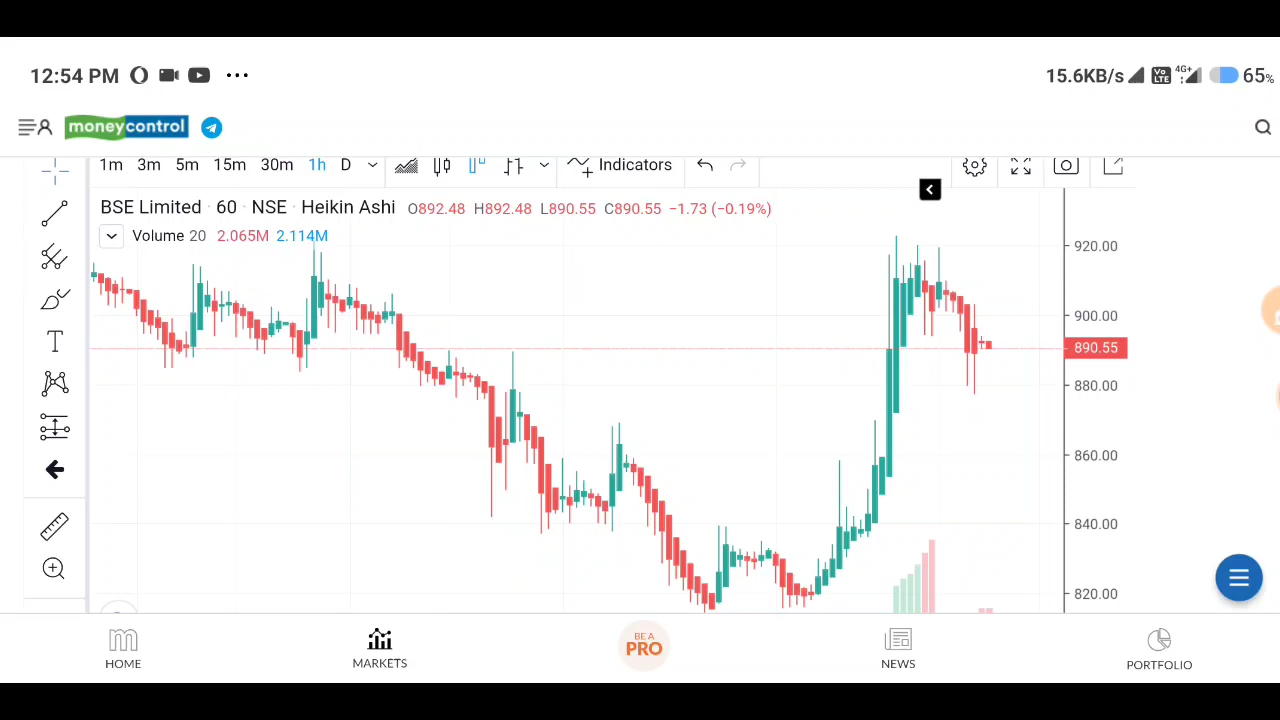 12:54 PM 15.6KB/s Vo LTE 4G+ 65%
moneycontrol
1m 3m 5m 15m 30m 1h D Indicators
BSE Limited · 60 · NSE · Heikin Ashi O892.48 H892.48 L890.55 C890.55 −1.73 (−0.19%)
Volume 20 2.065M 2.114M
920.00
900.00
890.55
880.00
860.00
840.00
820.00
BE A
PRO
HOME MARKETS NEWS PORTFOLIO